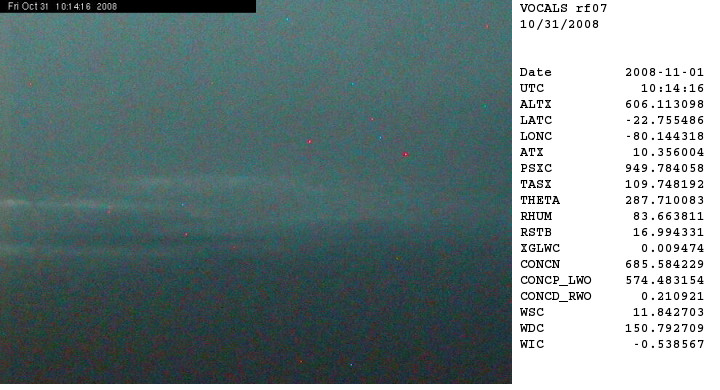 Fri Oct 31 10:14:16 2008
VOCALS rf07
10/31/2008
Date 2008-11-01
UTC 10:14:16
ALTX 606.113098
LATC -22.755486
LONC -80.144318
ATX 10.356004
PSXC 949.784058
TASX 109.748192
THETA 287.710083
RHUM 83.663811
RSTB 16.994331
XGLWC 0.009474
CONCN 685.584229
CONCP_LWO 574.483154
CONCD_RWO 0.210921
WSC 11.842703
WDC 150.792709
WIC -0.538567